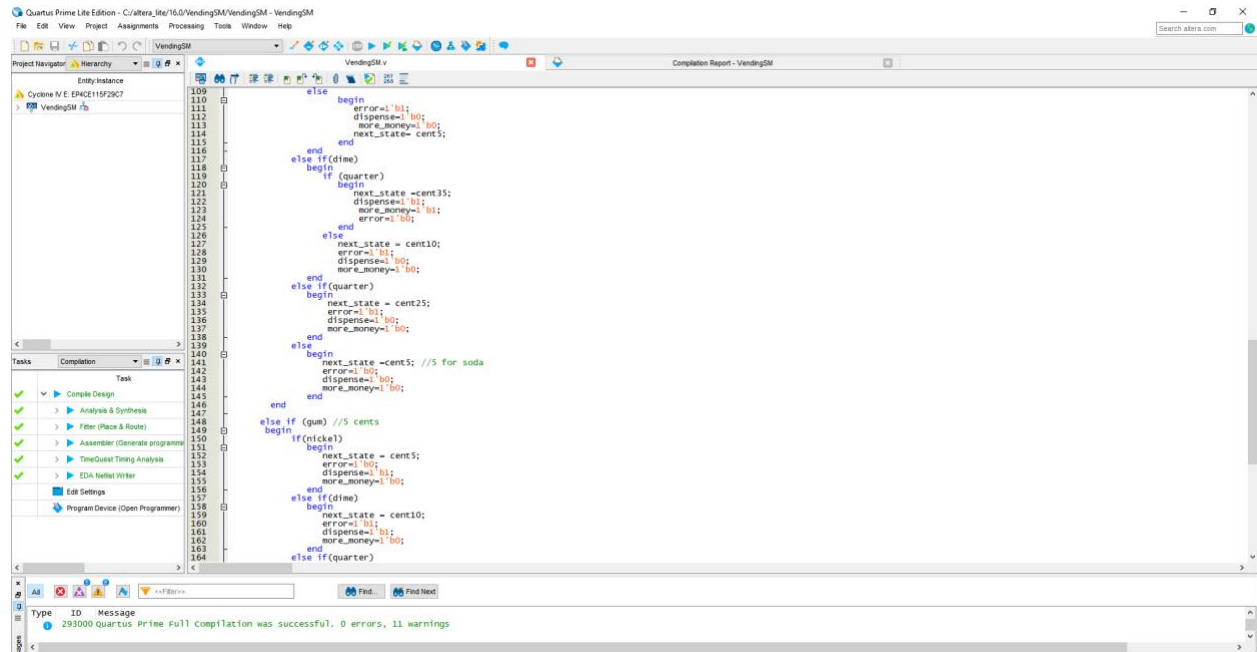 Quartus Prime Lite Edition - C:/altera_lite/16.0/VendingSM/VendingSM - VendingSM
File Edit View Project Assignments Processing Tools Window Help
Search altera.com
VendingSM
Project Navigator Hierarchy
VendingSM.v
Compilation Report - VendingSM
Entity:Instance
Cyclone IV E: EP4CE115F29C7
VendingSM
109 else
110 begin
111 error=1'b1;
112 dispense=1'b0;
113 more_money=1'b0;
114 next_state= cent5;
115 end
116 end
117 else if(dime)
118 begin
119 if (quarter)
120 begin
121 next_state =cent35;
122 dispense=1'b1;
123 more_money=1'b1;
124 error=1'b0;
125 end
126 else
127 next_state = cent10;
128 error=1'b1;
129 dispense=1'b0;
130 more_money=1'b0;
131 end
132 else if(quarter)
133 begin
134 next_state = cent25;
135 error=1'b1;
136 dispense=1'b0;
137 more_money=1'b0;
138 end
139 else
140 begin
141 next_state =cent5; //5 for soda
142 error=1'b0;
143 dispense=1'b0;
144 more_money=1'b0;
145 end
146 end
147
148 else if (gum) //5 cents
149 begin
150 if(nickel)
151 begin
152 next_state = cent5;
153 error=1'b0;
154 dispense=1'b1;
155 more_money=1'b0;
156 end
157 else if(dime)
158 begin
159 next_state = cent10;
160 error=1'b1;
161 dispense=1'b1;
162 more_money=1'b0;
163 end
164 else if(quarter)
Tasks Compilation
Task
Compile Design
Analysis & Synthesis
Fitter (Place & Route)
Assembler (Generate programmi
TimeQuest Timing Analysis
EDA Netlist Writer
Edit Settings
Program Device (Open Programmer)
All <<Filter>> Find... Find Next
Type ID Message
293000 Quartus Prime Full Compilation was successful. 0 errors, 11 warnings